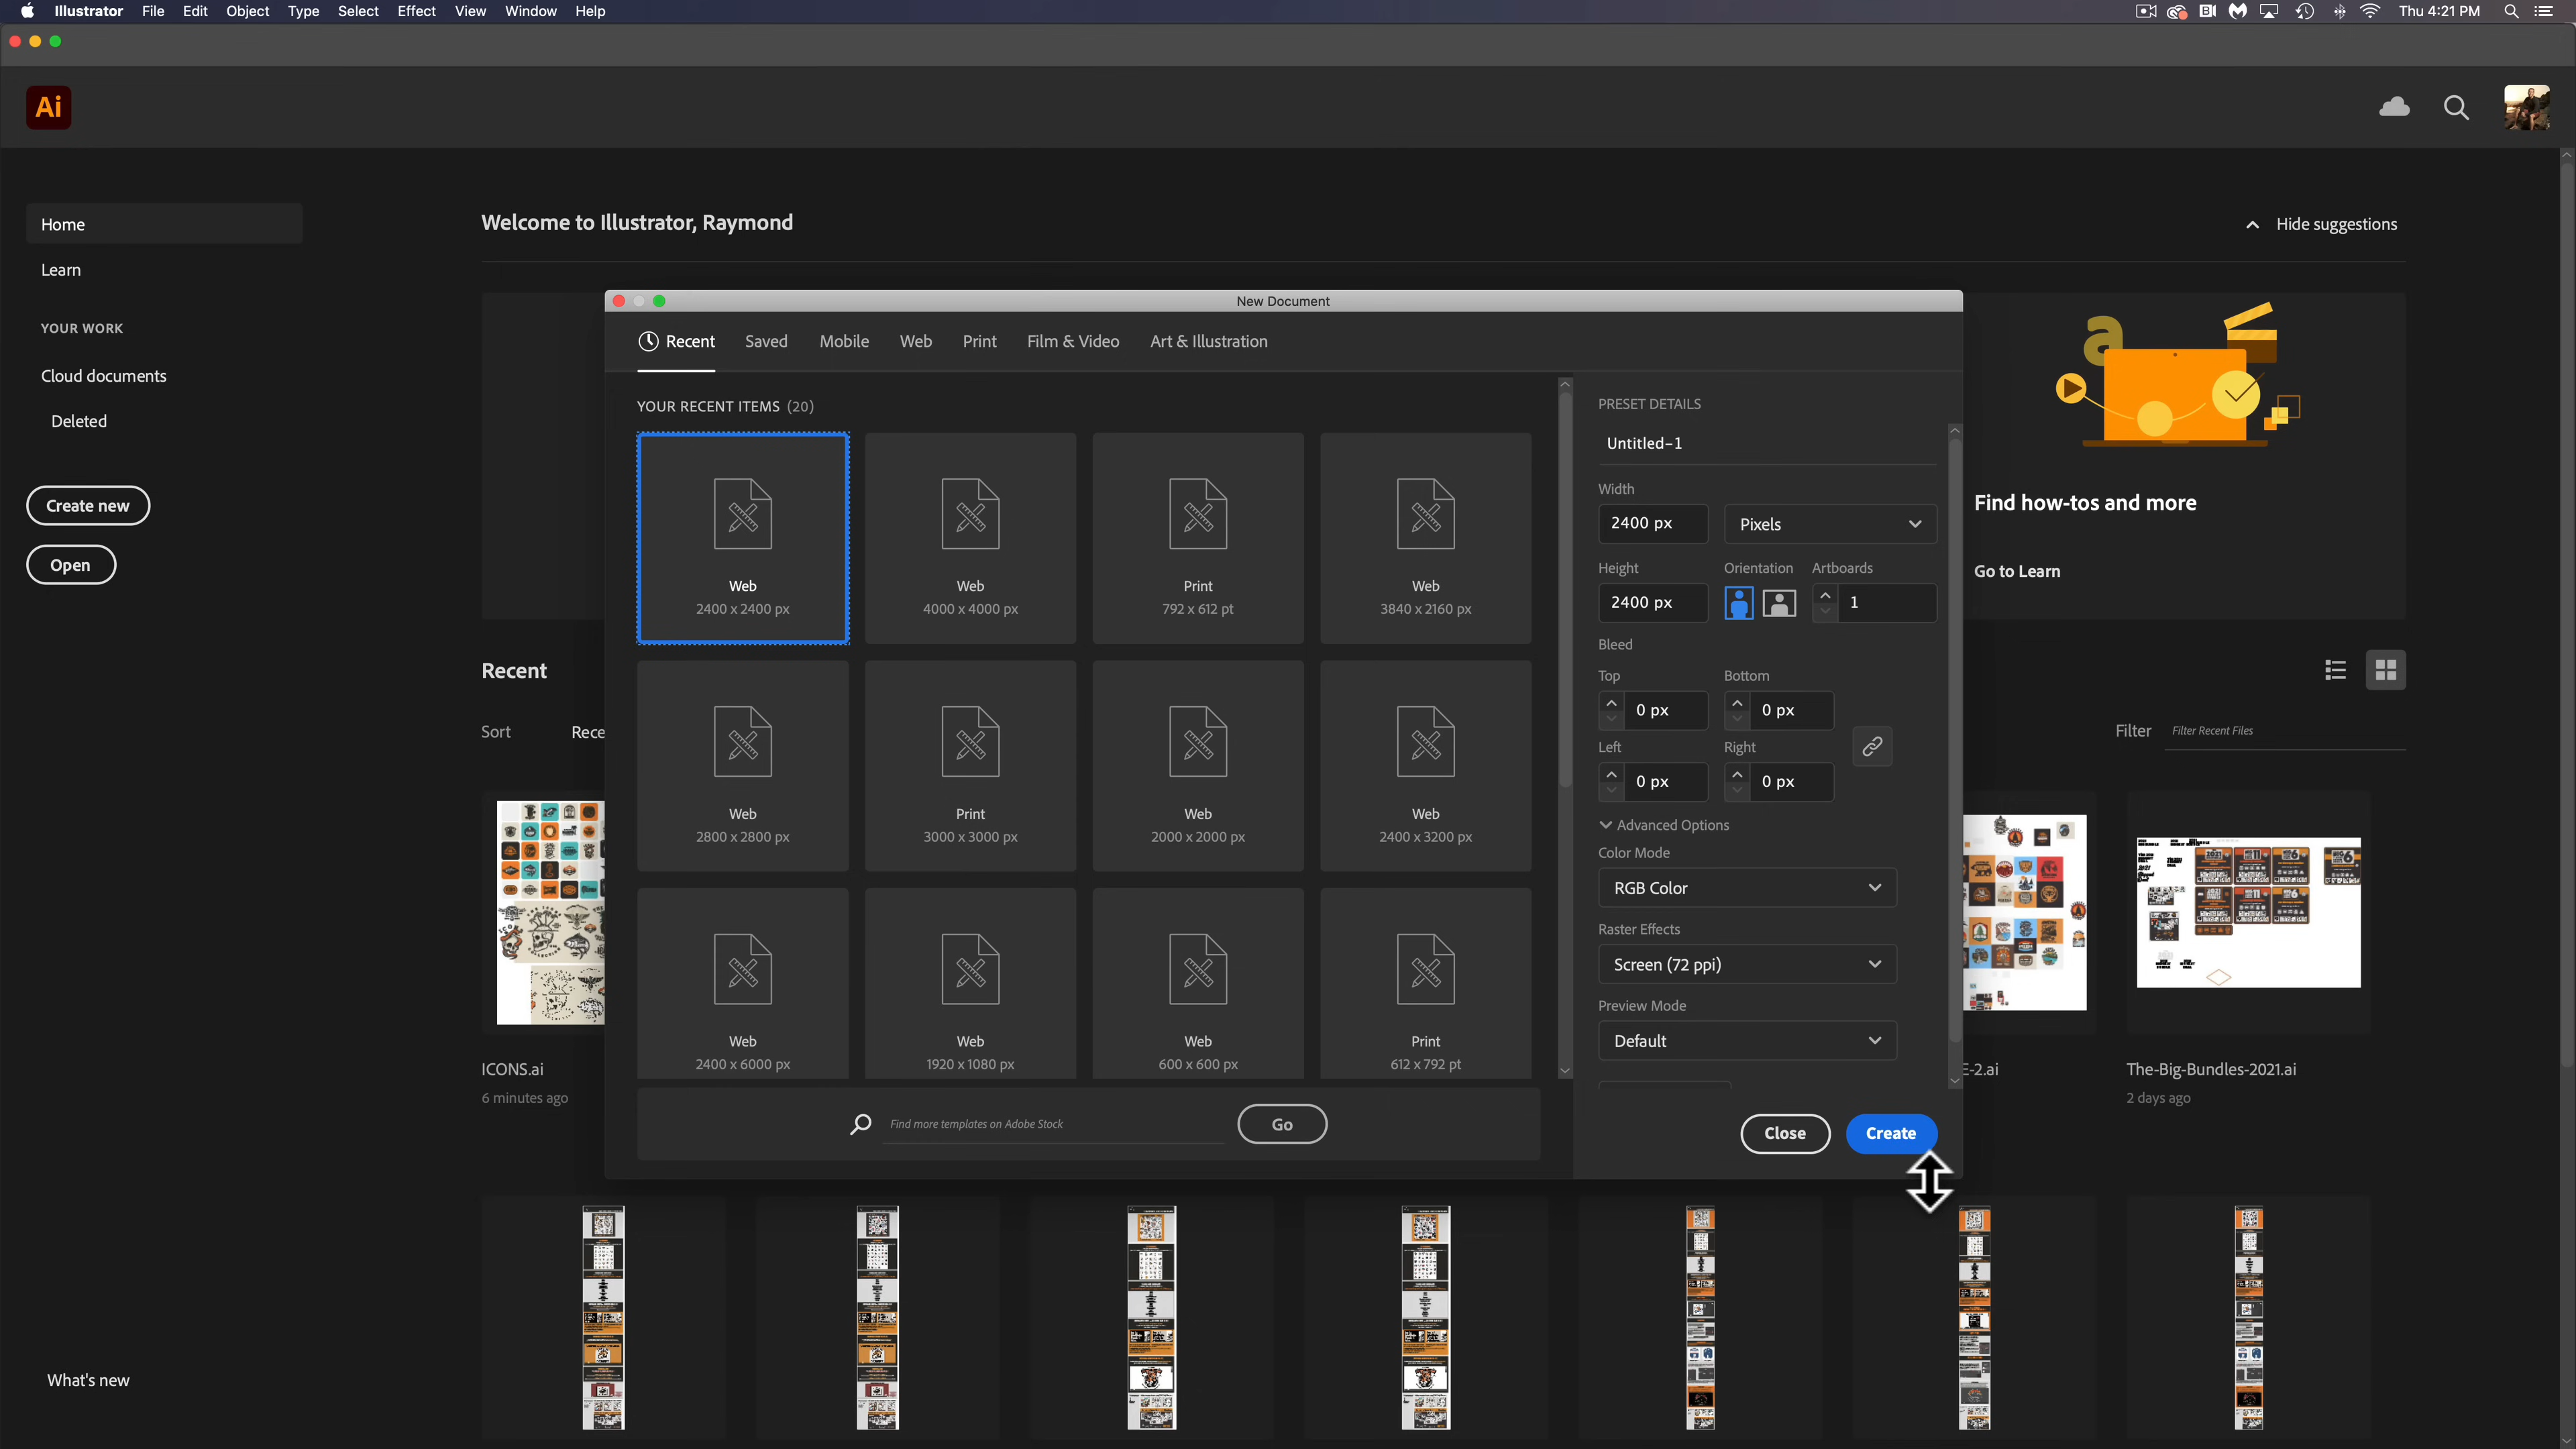 Illustrator File Edit Object Type Select Effect View Window Help
Thu 4:21 PM
Ai
Home
Learn
YOUR WORK
Cloud documents
Deleted
Create new
Open
What's new
Welcome to Illustrator, Raymond
Hide suggestions
New Document
Recent Saved Mobile Web Print Film & Video Art & Illustration
YOUR RECENT ITEMS (20)
Web
2400 x 2400 px
Web
4000 x 4000 px
Print
792 x 612 pt
Web
3840 x 2160 px
Web
2800 x 2800 px
Print
3000 x 3000 px
Web
2000 x 2000 px
Web
2400 x 3200 px
Web
2400 x 6000 px
Web
1920 x 1080 px
Web
600 x 600 px
Print
612 x 792 pt
Find more templates on Adobe Stock
Go
PRESET DETAILS
Untitled-1
Width
2400 px
Pixels
Height Orientation Artboards
2400 px
1
Bleed
Top Bottom
0 px 0 px
Left Right
0 px 0 px
Advanced Options
Color Mode
RGB Color
Raster Effects
Screen (72 ppi)
Preview Mode
Default
Close
Create
a
Find how-tos and more
Go to Learn
Recent
Sort Rece
Filter Filter Recent Files
ICONS.ai
6 minutes ago
E-2.ai
The-Big-Bundles-2021.ai
2 days ago